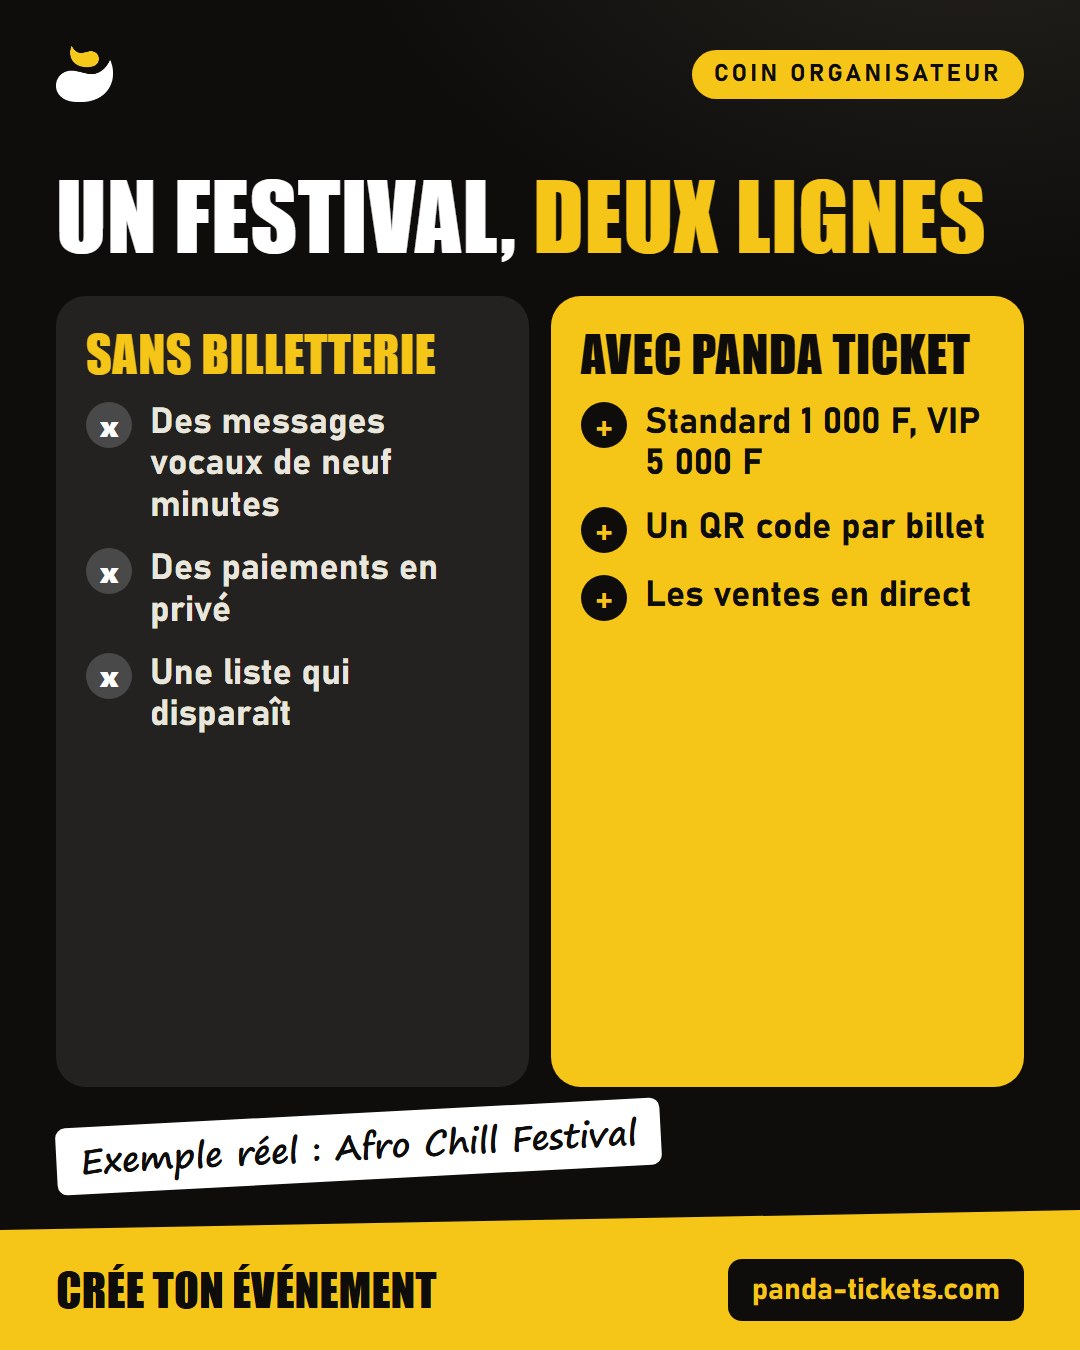 COIN ORGANISATEUR
UN FESTIVAL, DEUX LIGNES
SANS BILLETTERIE
x Des messages
vocaux de neuf
minutes
x Des paiements en
privé
x Une liste qui
disparaît
AVEC PANDA TICKET
+ Standard 1 000 F, VIP
5 000 F
+ Un QR code par billet
+ Les ventes en direct
Exemple réel : Afro Chill Festival
CRÉE TON ÉVÉNEMENT
panda-tickets.com